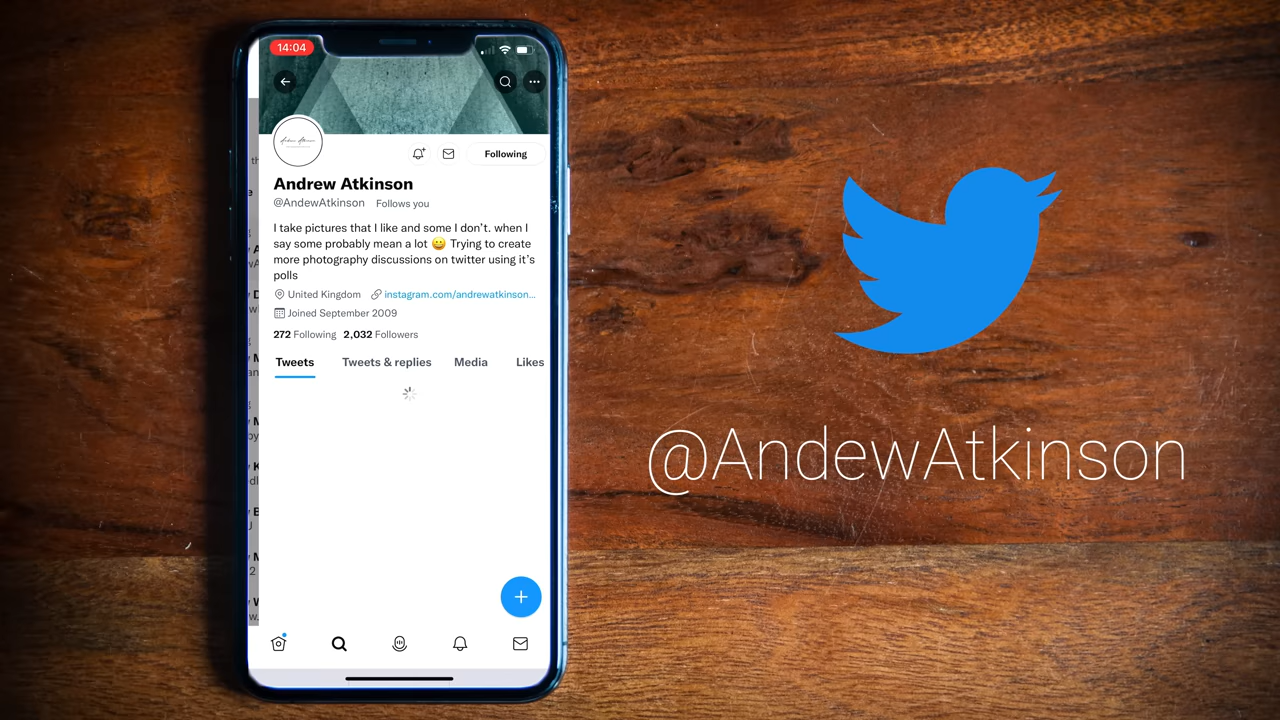 14:04
Following
Andrew Atkinson
@AndewAtkinson Follows you
I take pictures that I like and some I don't. when I
say some probably mean a lot 😀 Trying to create
more photography discussions on twitter using it's
polls
United Kingdom instagram.com/andrewatkinson...
Joined September 2009
272 Following 2,032 Followers
Tweets Tweets & replies Media Likes
@AndewAtkinson